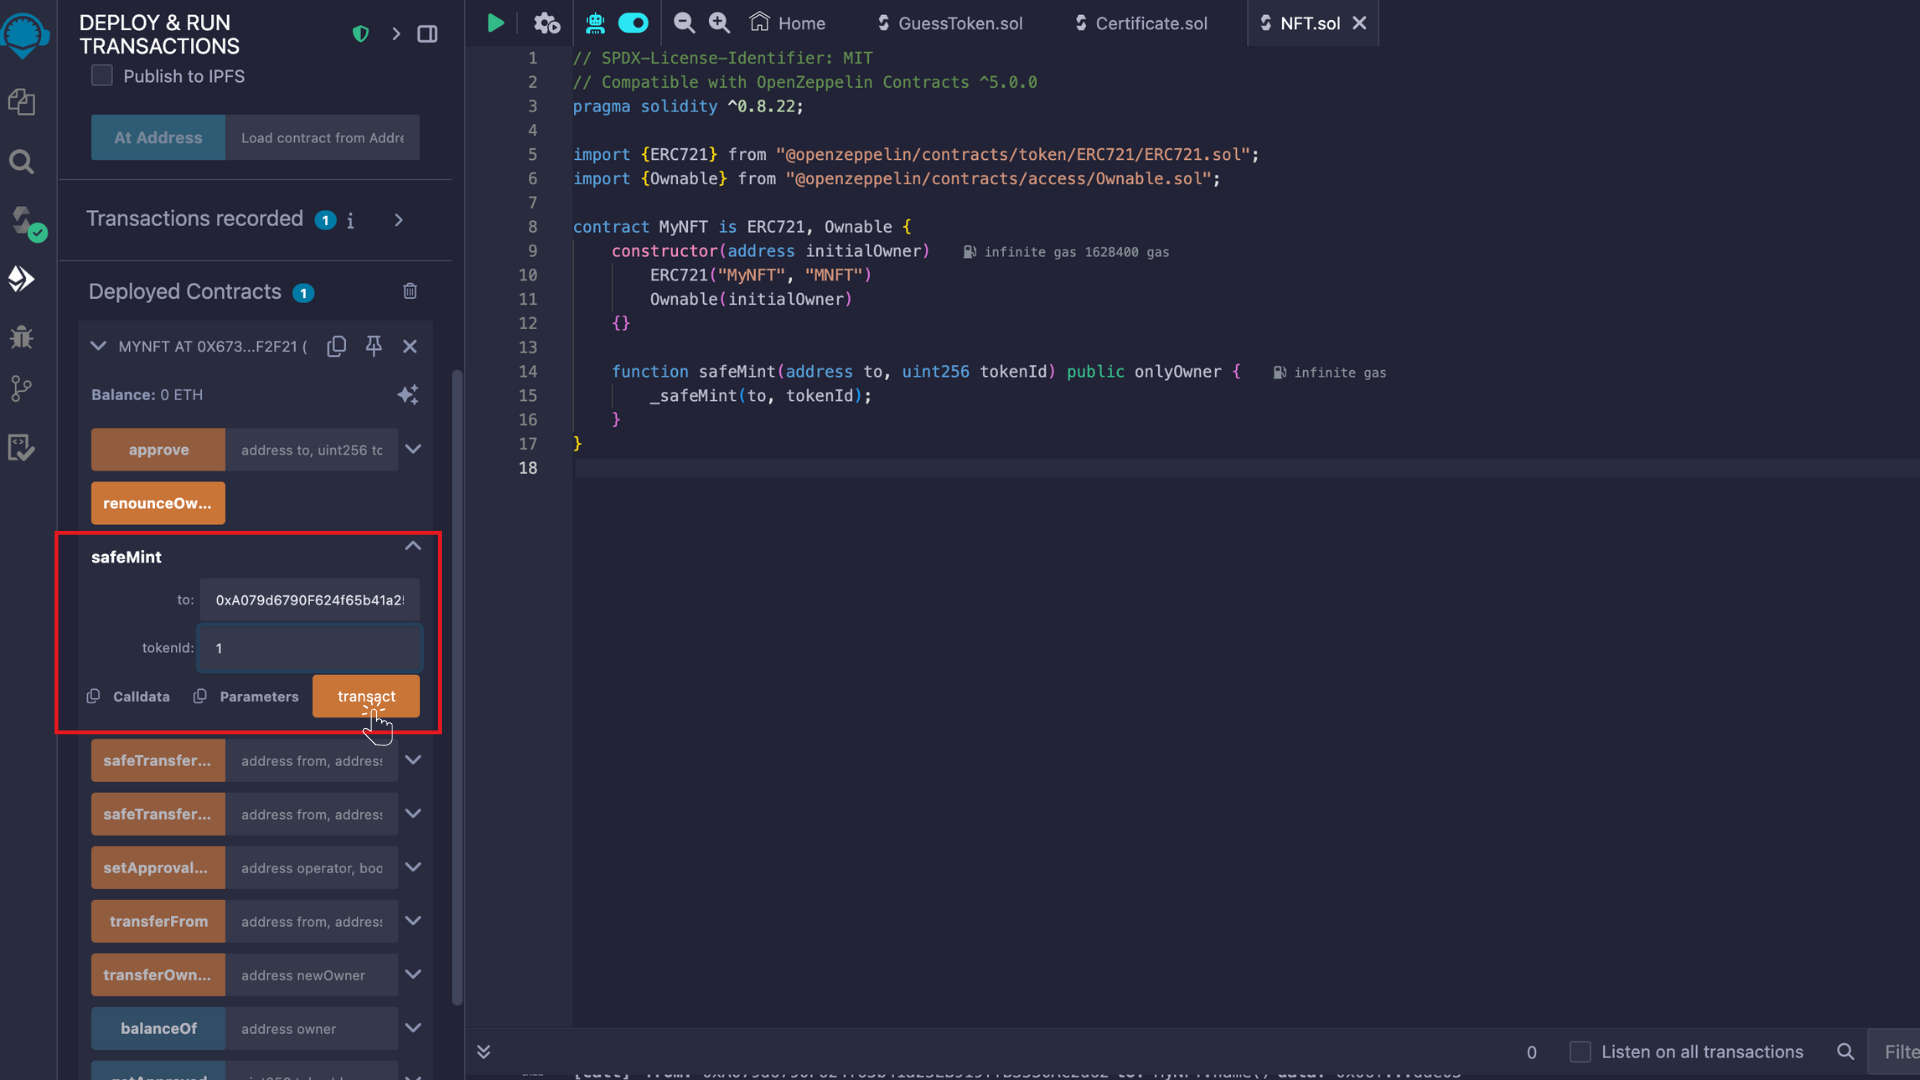 DEPLOY & RUN
TRANSACTIONS
Publish to IPFS
At Address
Load contract from Addre
Transactions recorded 1 i
Deployed Contracts 1
MYNFT AT 0X673...F2F21 (
Balance: 0 ETH
approve
address to, uint256 tc
renounceOw...
safeMint
to:
0xA079d6790F624f65b41a2
tokenId:
1
Calldata
Parameters
transact
safeTransfer...
address from, address
safeTransfer...
address from, address
setApproval...
address operator, boo
transferFrom
address from, address
transferOwn...
address newOwner
balanceOf
address owner
Home
GuessToken.sol
Certificate.sol
NFT.sol
1 // SPDX-License-Identifier: MIT
2 // Compatible with OpenZeppelin Contracts ^5.0.0
3 pragma solidity ^0.8.22;
4
5 import {ERC721} from "@openzeppelin/contracts/token/ERC721/ERC721.sol";
6 import {Ownable} from "@openzeppelin/contracts/access/Ownable.sol";
7
8 contract MyNFT is ERC721, Ownable {
9 constructor(address initialOwner) infinite gas 1628400 gas
10 ERC721("MyNFT", "MNFT")
11 Ownable(initialOwner)
12 {}
13
14 function safeMint(address to, uint256 tokenId) public onlyOwner { infinite gas
15 _safeMint(to, tokenId);
16 }
17 }
18
0
Listen on all transactions
Filte